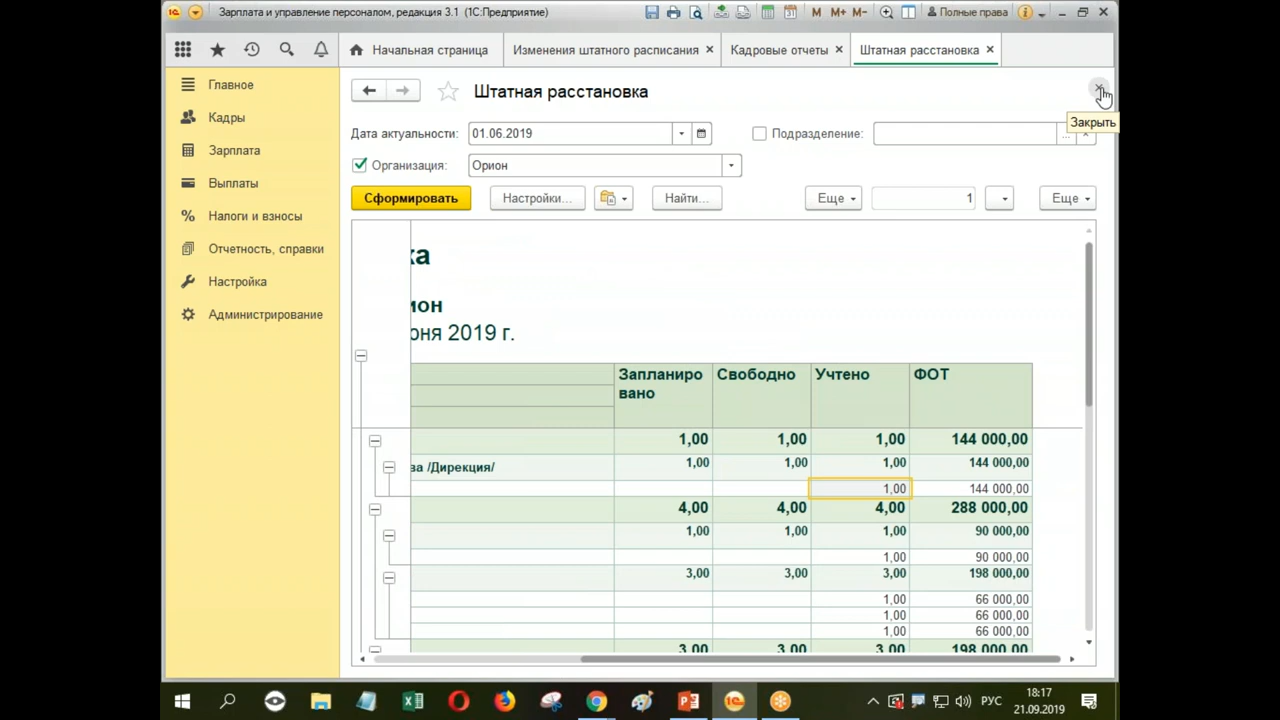 Зарплата и управление персоналом, редакция 3.1 (1С:Предприятие)
M M+ M- Полные права
Начальная страница Изменения штатного расписания Кадровые отчеты Штатная расстановка
Главное
Кадры
Зарплата
Выплаты
Налоги и взносы
Отчетность, справки
Настройка
Администрирование
Штатная расстановка
Закрыть
Дата актуальности: 01.06.2019 Подразделение:
Организация: Орион
Сформировать Настройки... Найти... Еще 1 Еще
ка
ион
юня 2019 г.
Запланиро
вано Свободно Учтено ФОТ
1,00 1,00 1,00 144 000,00
ва /Дирекция/ 1,00 1,00 1,00 144 000,00
1,00 144 000,00
4,00 4,00 4,00 288 000,00
1,00 1,00 1,00 90 000,00
1,00 90 000,00
3,00 3,00 3,00 198 000,00
1,00 66 000,00
1,00 66 000,00
1,00 66 000,00
3,00 3,00 3,00 198 000,00
РУС 18:17
21.09.2019